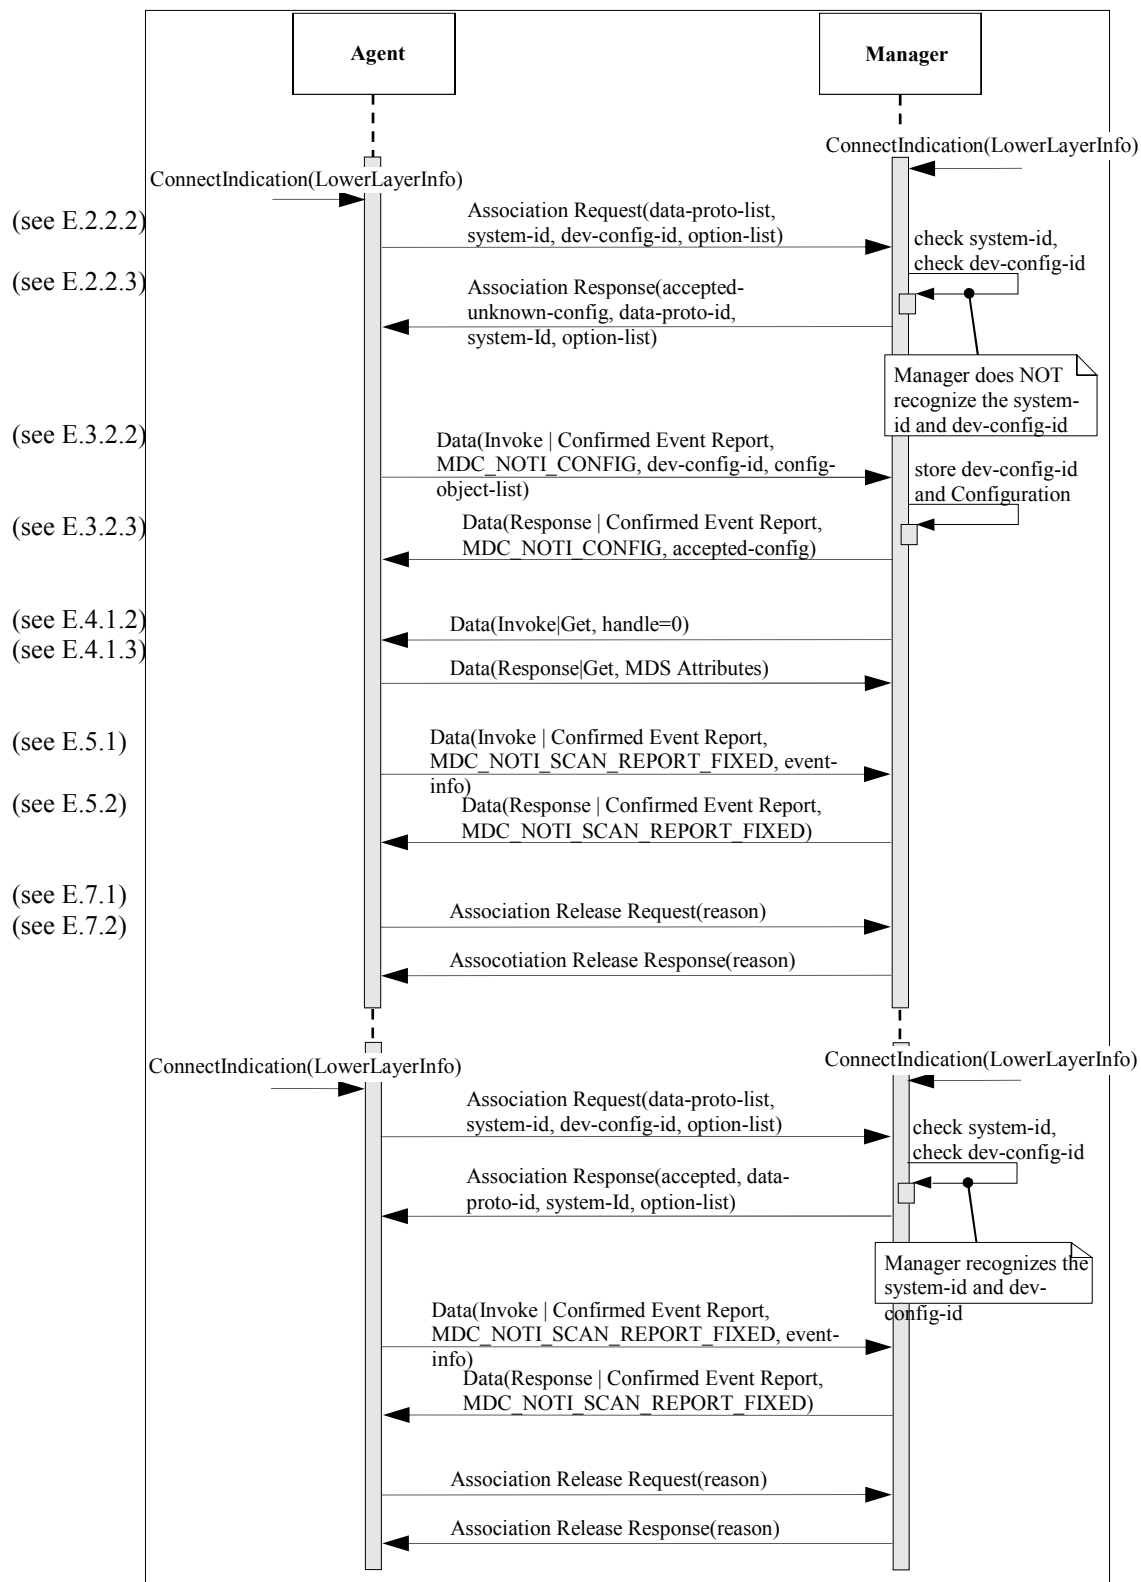 Agent
Manager
ConnectIndication(LowerLayerInfo)
ConnectIndication(LowerLayerInfo)
(see E.2.2.2)
Association Request(data-proto-list,
system-id, dev-config-id, option-list)
check system-id,
check dev-config-id
(see E.2.2.3)
Association Response(accepted-
unknown-config, data-proto-id,
system-Id, option-list)
Manager does NOT
recognize the system-
id and dev-config-id
(see E.3.2.2)
Data(Invoke | Confirmed Event Report,
MDC_NOTI_CONFIG, dev-config-id, config-
object-list)
store dev-config-id
and Configuration
(see E.3.2.3)
Data(Response | Confirmed Event Report,
MDC_NOTI_CONFIG, accepted-config)
(see E.4.1.2)
Data(Invoke|Get, handle=0)
(see E.4.1.3)
Data(Response|Get, MDS Attributes)
(see E.5.1)
Data(Invoke | Confirmed Event Report,
MDC_NOTI_SCAN_REPORT_FIXED, event-
info)
(see E.5.2)
Data(Response | Confirmed Event Report,
MDC_NOTI_SCAN_REPORT_FIXED)
(see E.7.1)
Association Release Request(reason)
(see E.7.2)
Assocotiation Release Response(reason)
ConnectIndication(LowerLayerInfo)
ConnectIndication(LowerLayerInfo)
Association Request(data-proto-list,
system-id, dev-config-id, option-list)
check system-id,
check dev-config-id
Association Response(accepted, data-
proto-id, system-Id, option-list)
Manager recognizes the
system-id and dev-
config-id
Data(Invoke | Confirmed Event Report,
MDC_NOTI_SCAN_REPORT_FIXED, event-
info)
Data(Response | Confirmed Event Report,
MDC_NOTI_SCAN_REPORT_FIXED)
Association Release Request(reason)
Association Release Response(reason)